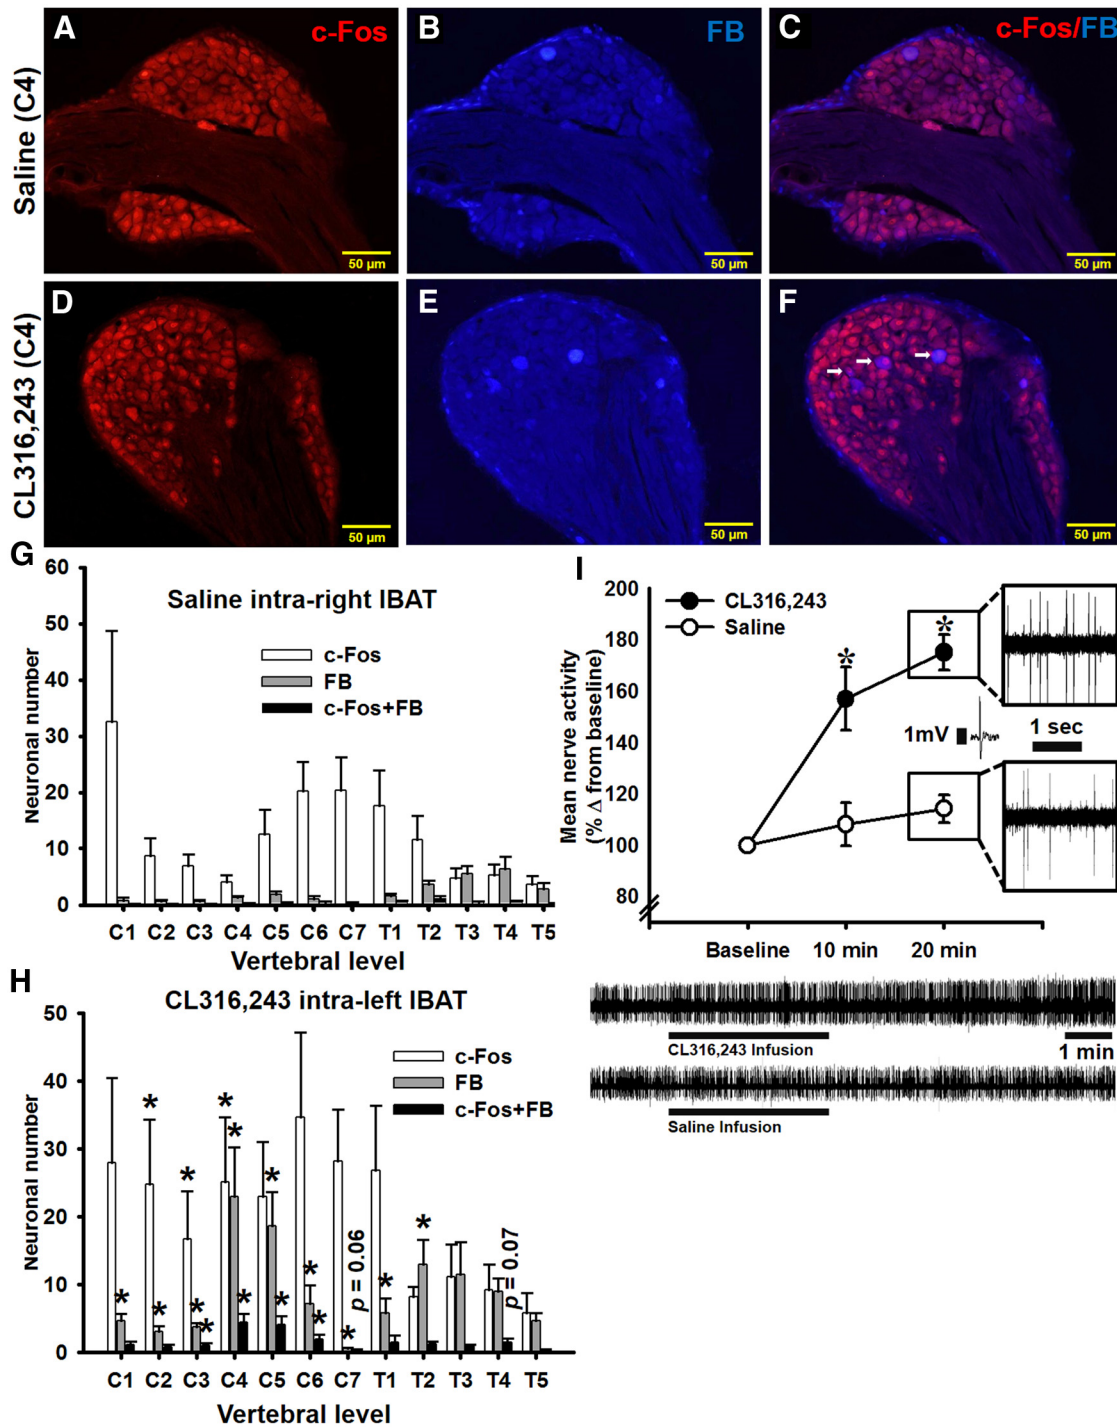 A
c-Fos
B
FB
C
c-Fos/FB
Saline (C4)
50 µm
50 µm
50 µm
D
E
F
CL316,243 (C4)
50 µm
50 µm
50 µm
G
Saline intra-right IBAT
60
50
40
30
20
10
0
Neuronal number
c-Fos
FB
c-Fos+FB
C1 C2 C3 C4 C5 C6 C7 T1 T2 T3 T4 T5
Vertebral level
H
CL316,243 intra-left IBAT
50
40
30
20
10
0
Neuronal number
c-Fos
FB
c-Fos+FB
* * * * * * * * * * * * * * * *
p = 0.06
p = 0.07
C1 C2 C3 C4 C5 C6 C7 T1 T2 T3 T4 T5
Vertebral level
I
200
180
160
140
120
100
80
Mean nerve activity
(% Δ from baseline)
CL316,243
Saline
*
*
1mV
1 sec
Baseline 10 min 20 min
CL316,243 Infusion
1 min
Saline Infusion